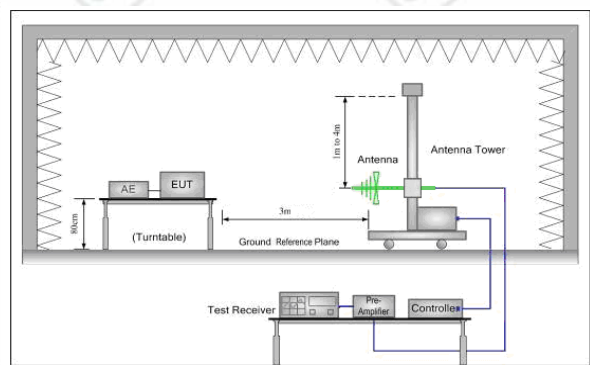 1m to 4m
Antenna
Antenna Tower
AE
EUT
3m
80cm
(Turntable)
Ground Reference Plane
Test Receiver
Pre-
Amplifier
Controller